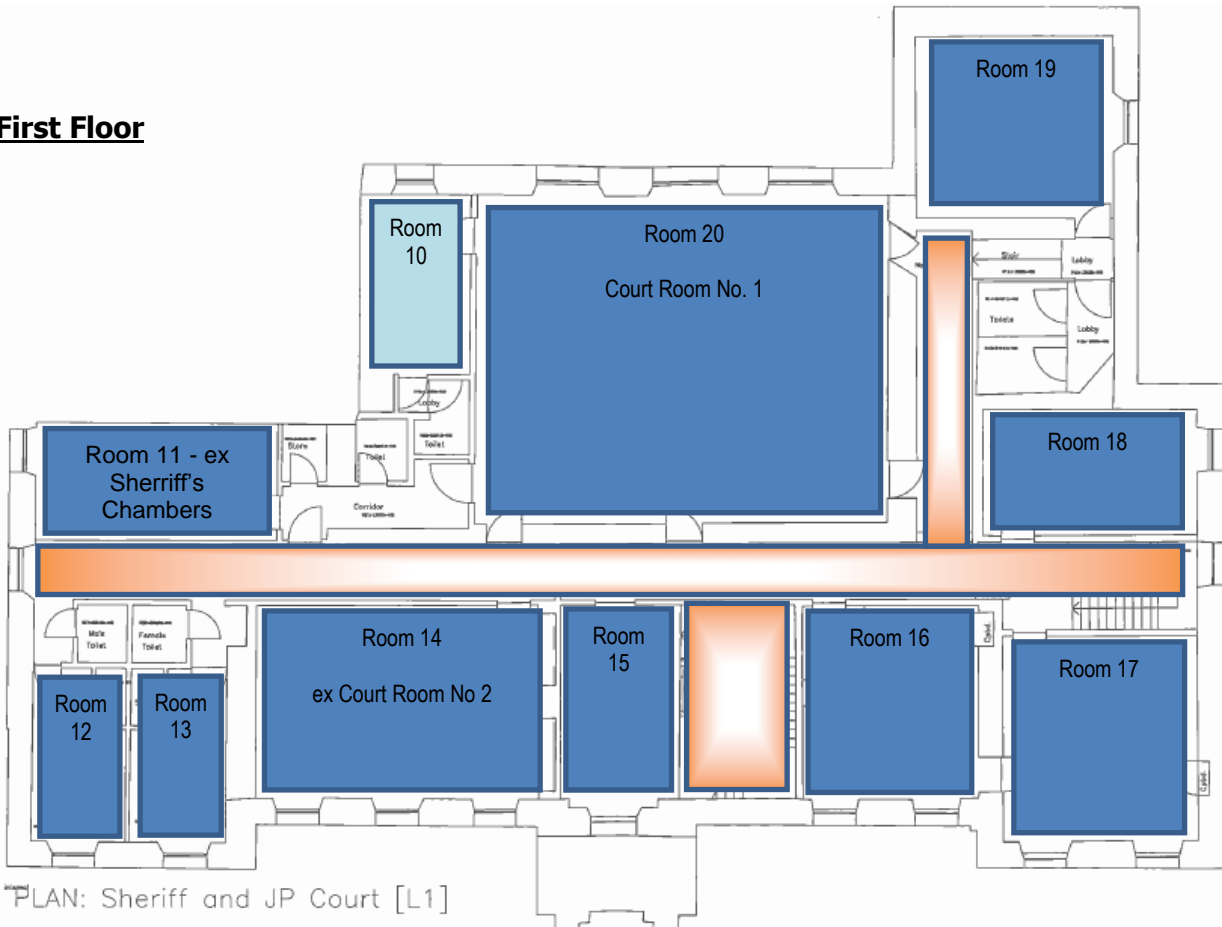 First Floor
Room 19
Room
10
Room 20
Court Room No. 1
Stair
Lobby
Toilets
Lobby
Lobby
Toilet
Store
Toilet
Corridor
Room 11 - ex
Sherriff's
Chambers
Room 18
Male
Toilet
Female
Toilet
Room 14
ex Court Room No 2
Room
15
Room 16
Cpbd.
Room 17
Cpbd.
Room
12
Room
13
PLAN: Sheriff and JP Court [L1]